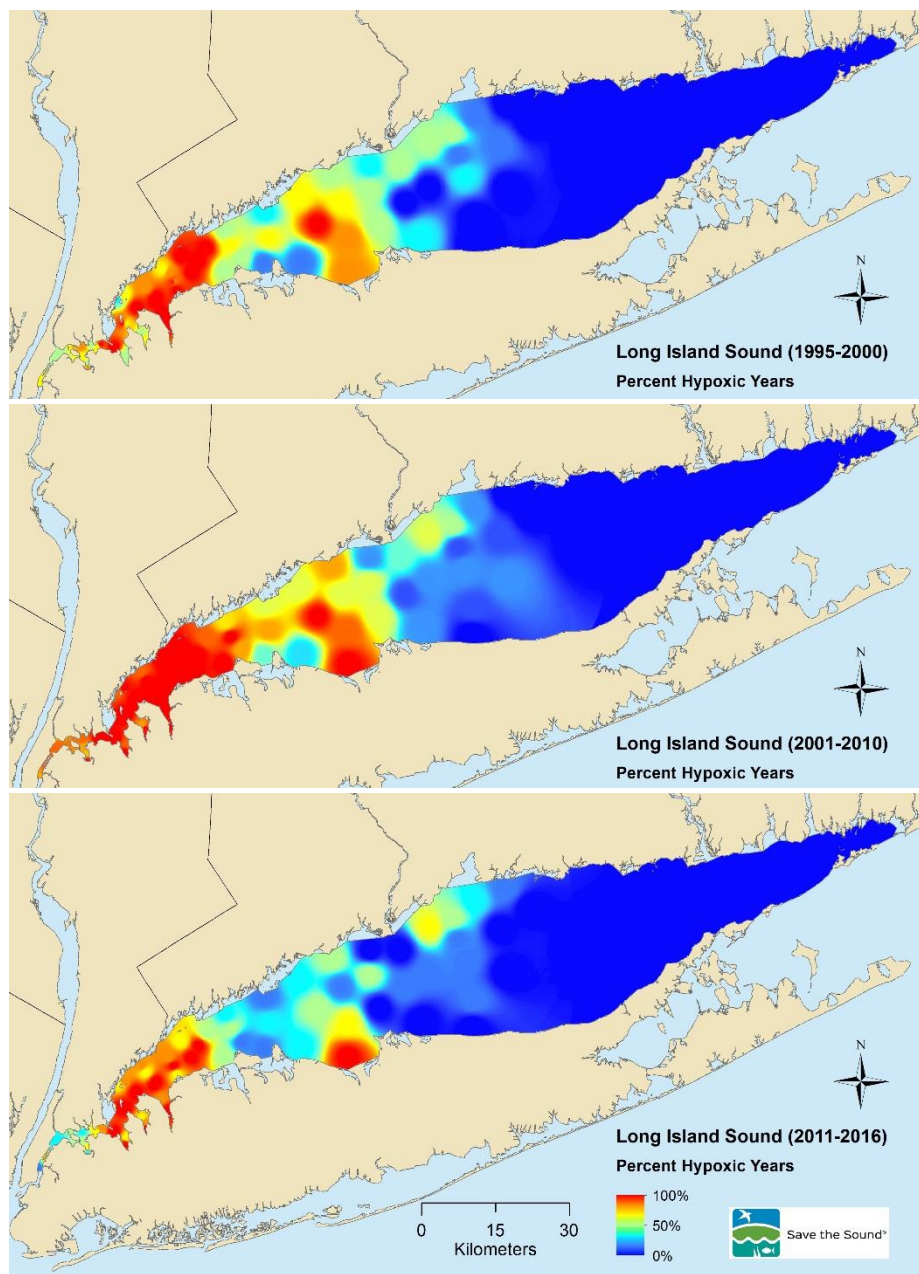 N
Long Island Sound (1995-2000)
Percent Hypoxic Years
N
Long Island Sound (2001-2010)
Percent Hypoxic Years
N
Long Island Sound (2011-2016)
Percent Hypoxic Years
0 15 30
Kilometers
100%
50%
0%
Save the Sound®